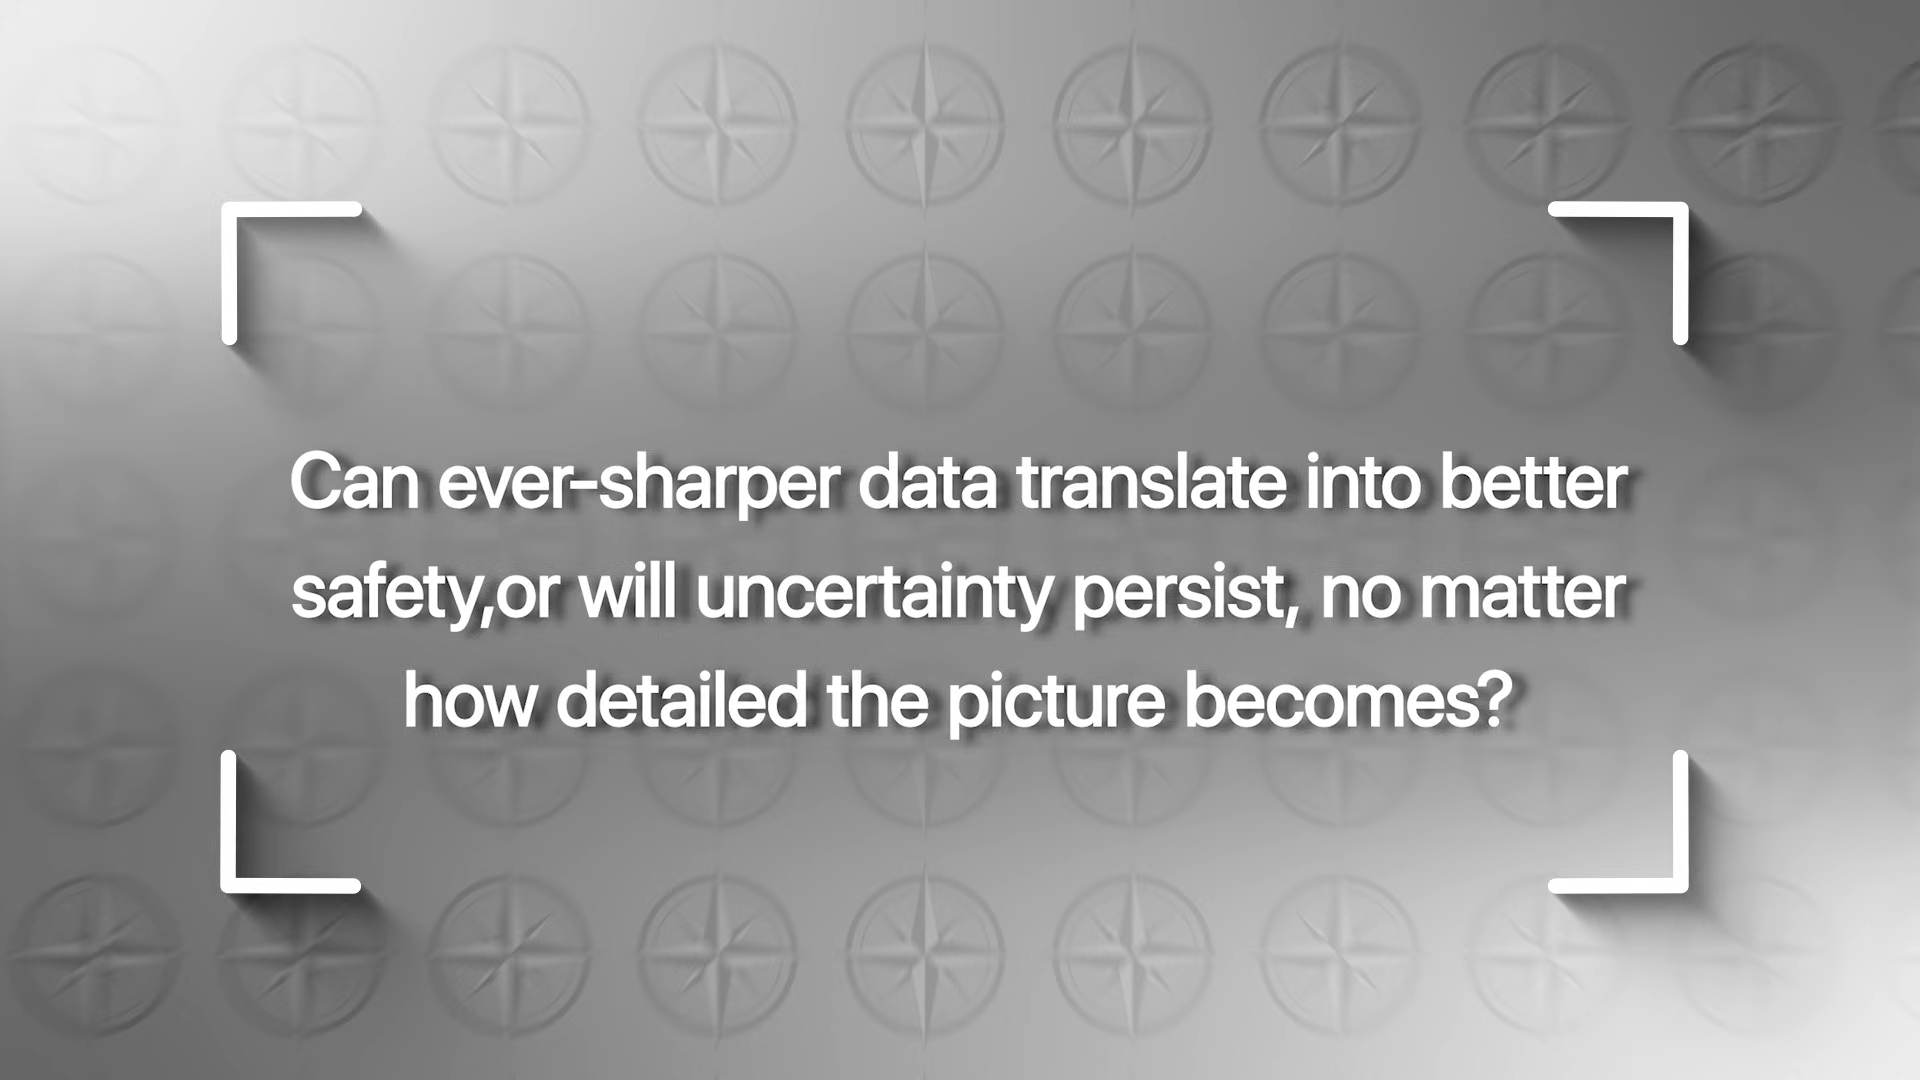 Can ever-sharper data translate into better
safety,or will uncertainty persist, no matter
how detailed the picture becomes?